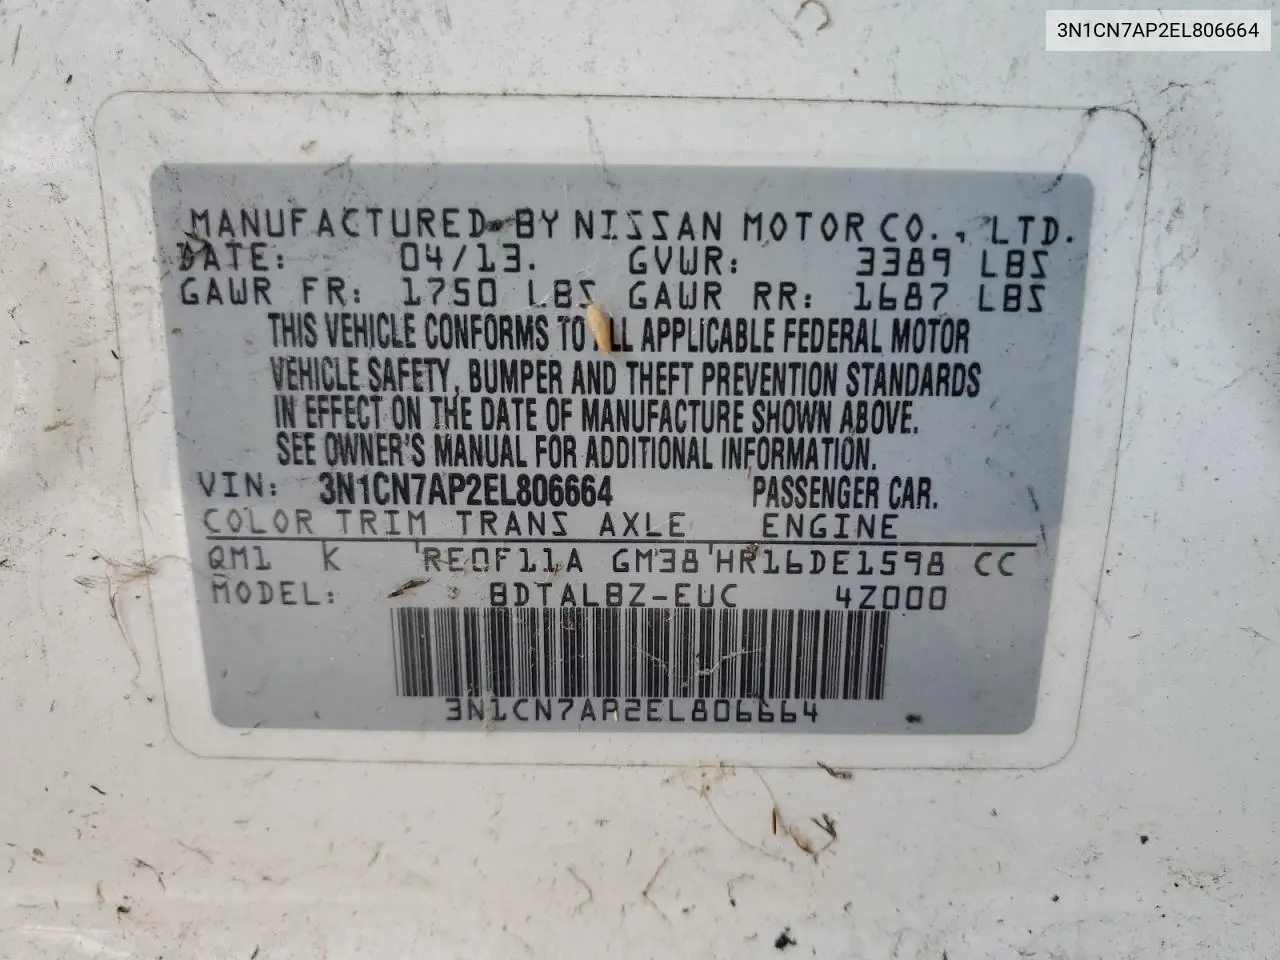 3N1CN7AP2EL806664
MANUFACTURED BY NISSAN MOTOR CO., LTD.
DATE: 04/13. GVWR: 3389 LBS
GAWR FR: 1750 LBS GAWR RR: 1687 LBS
THIS VEHICLE CONFORMS TO ALL APPLICABLE FEDERAL MOTOR
VEHICLE SAFETY, BUMPER AND THEFT PREVENTION STANDARDS
IN EFFECT ON THE DATE OF MANUFACTURE SHOWN ABOVE.
SEE OWNER'S MANUAL FOR ADDITIONAL INFORMATION.
VIN: 3N1CN7AP2EL806664 PASSENGER CAR.
COLOR TRIM TRANS AXLE ENGINE
QM1 K RE0F11A GM38 HR16DE1598 CC
MODEL: BDTALBZ-EUC 4Z000
3N1CN7AP2EL806664